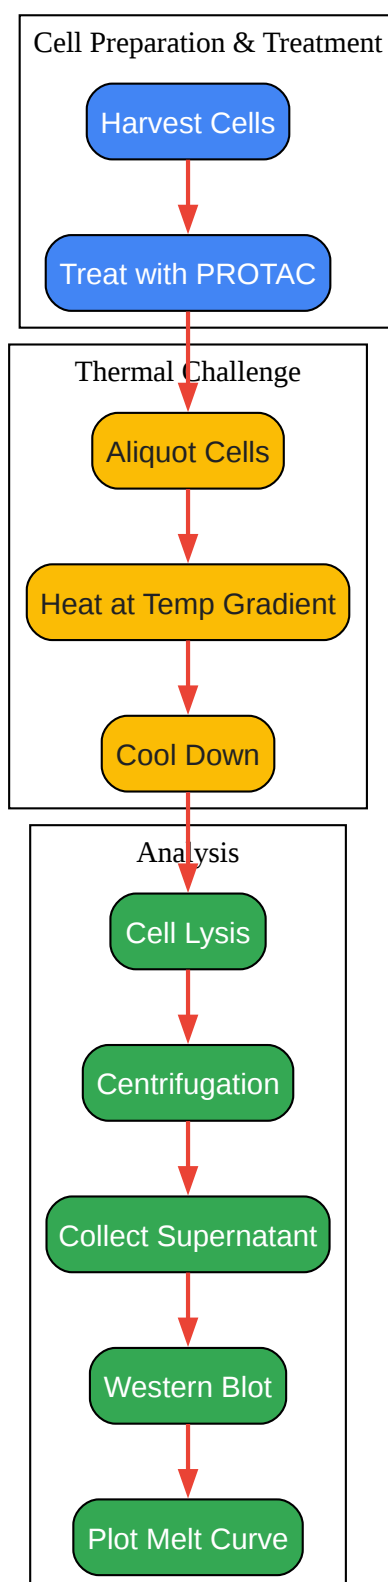 Cell Preparation & Treatment
Harvest Cells
Treat with PROTAC
Thermal Challenge
Aliquot Cells
Heat at Temp Gradient
Cool Down
Analysis
Cell Lysis
Centrifugation
Collect Supernatant
Western Blot
Plot Melt Curve